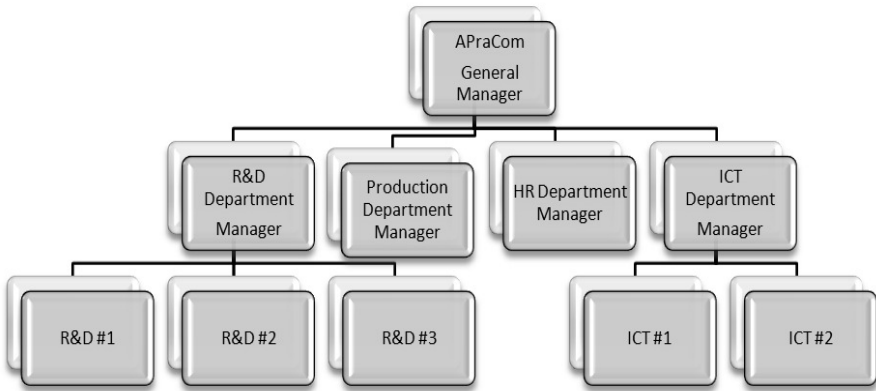 APraCom
General
Manager
R&D
Department
Manager
Production
Department
Manager
HR Department
Manager
ICT
Department
Manager
R&D #1
R&D #2
R&D #3
ICT #1
ICT #2